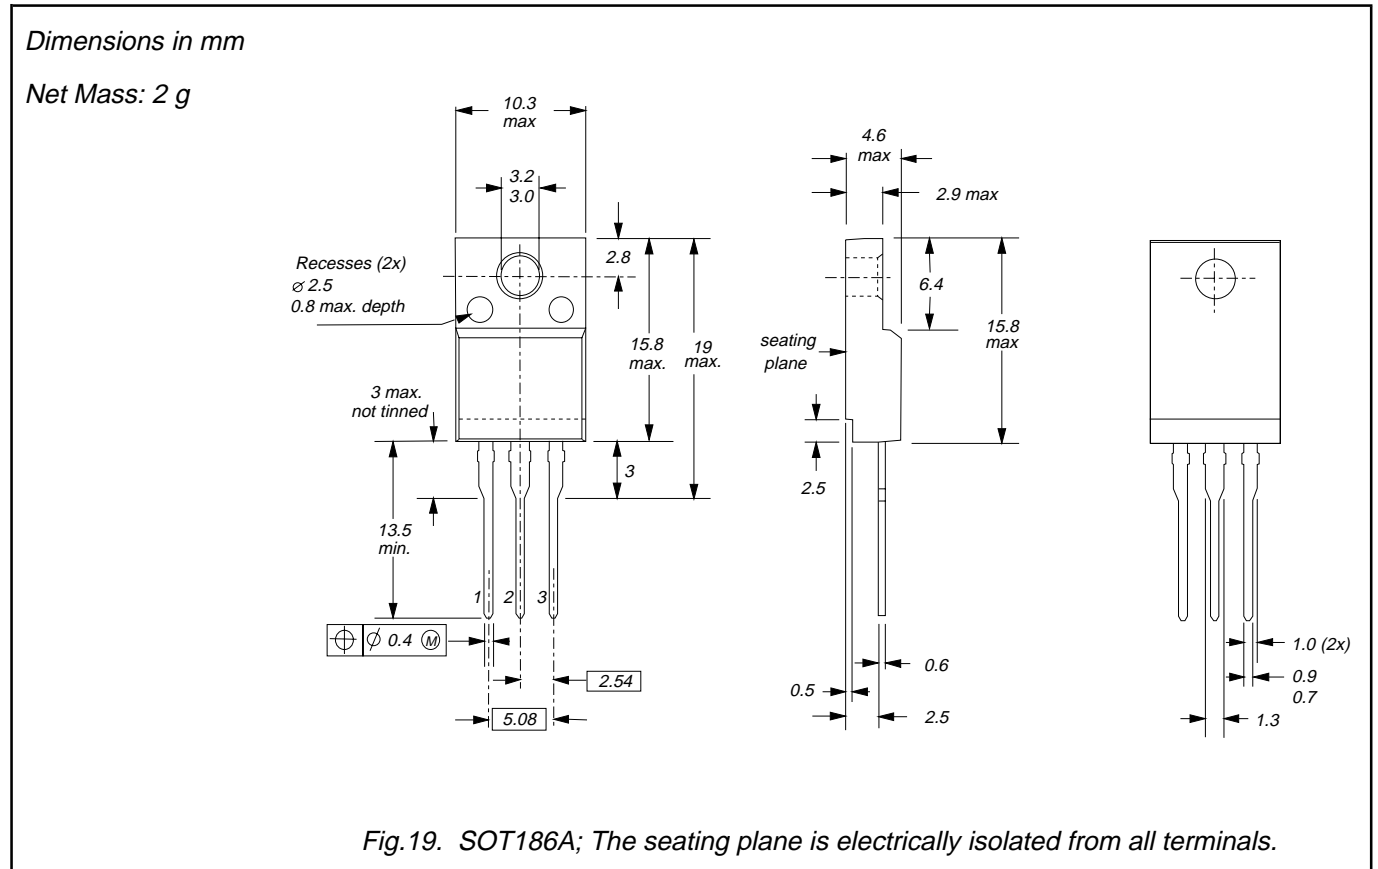 Dimensions in mm
Net Mass: 2 g
10.3
max
3.2
3.0
2.8
Recesses (2x)
⌀ 2.5
0.8 max. depth
15.8
max.
19
max.
3 max.
not tinned
3
13.5
min.
1 2 3
⌀ 0.4 Ⓜ
2.54
5.08
4.6
max
2.9 max
6.4
15.8
max
seating
plane
2.5
0.6
0.5
2.5
1.0 (2x)
0.9
0.7
1.3
Fig.19. SOT186A; The seating plane is electrically isolated from all terminals.